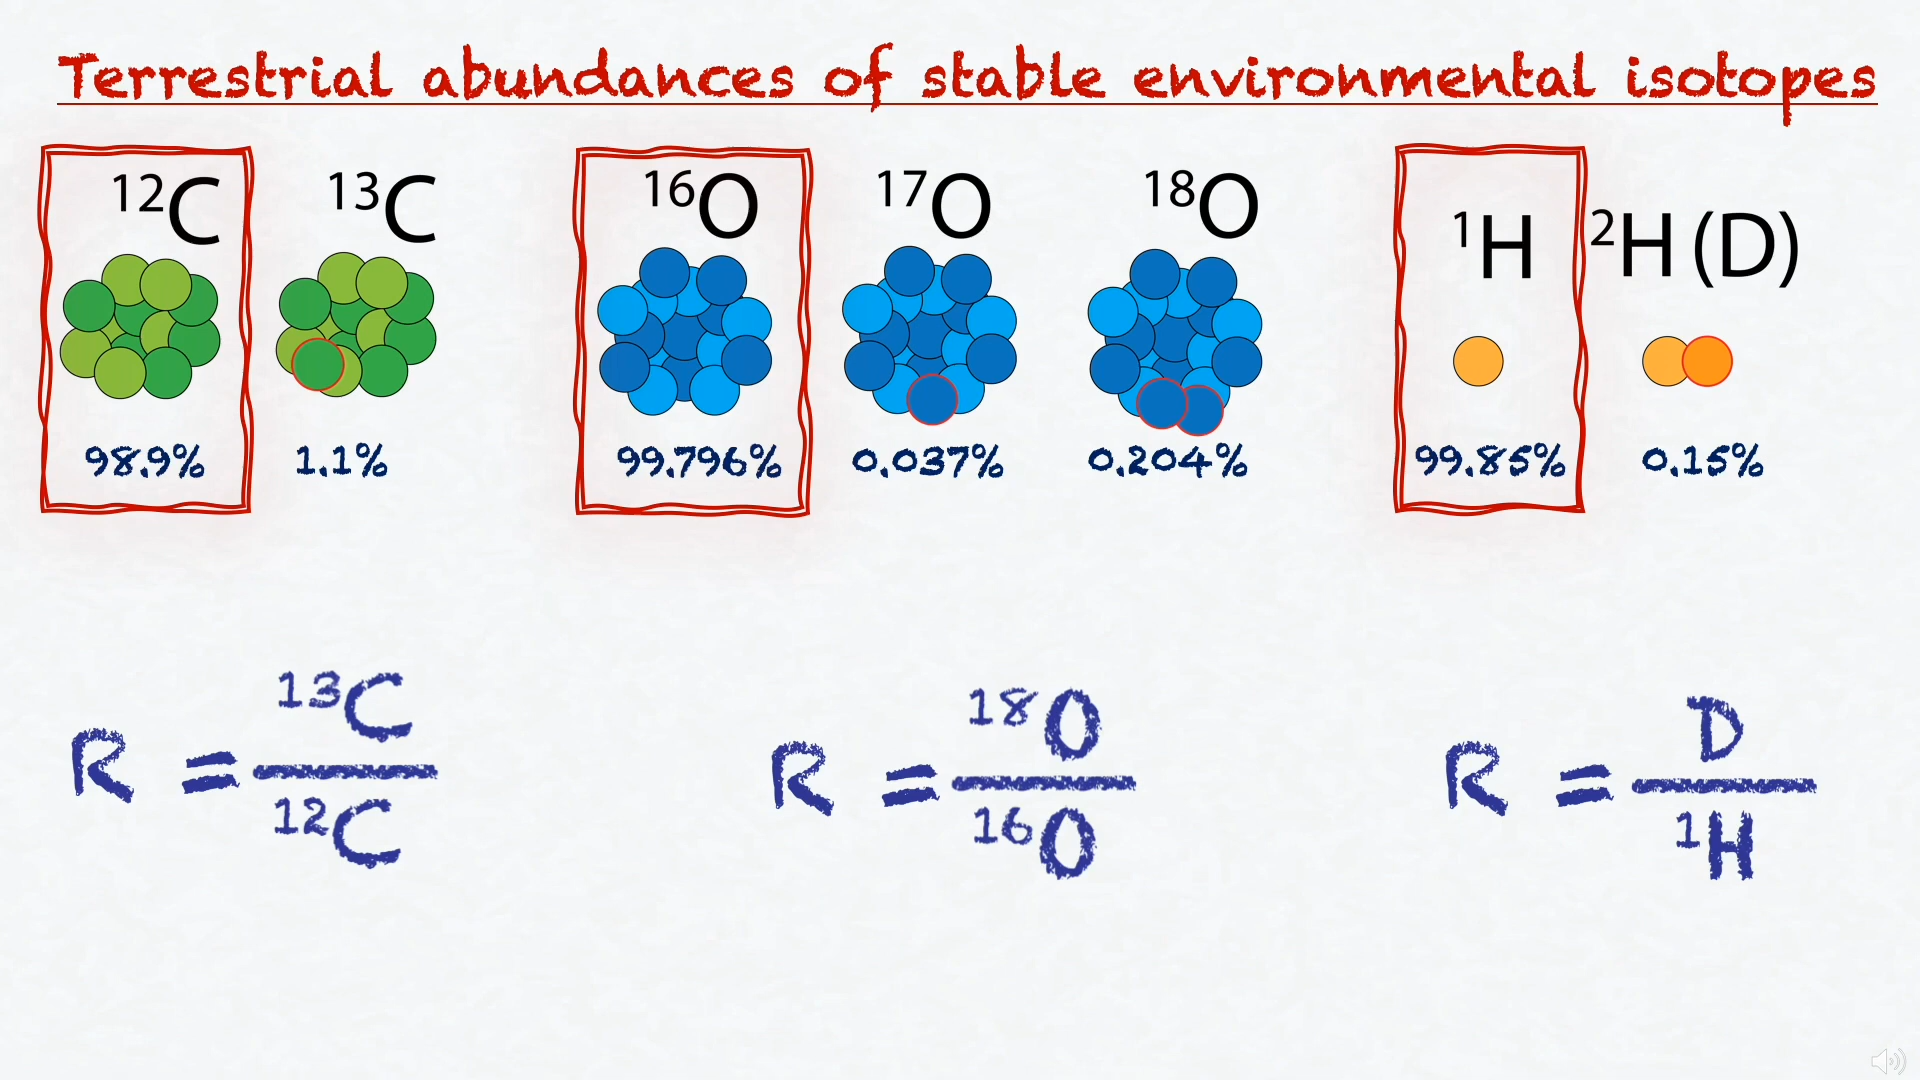 Terrestrial abundances of stable environmental isotopes
¹²C ¹³C ¹⁶O ¹⁷O ¹⁸O ¹H ²H (D)
98.9% 1.1% 99.796% 0.037% 0.204% 99.85% 0.15%
R = ¹³C / ¹²C
R = ¹⁸O / ¹⁶O
R = D / ¹H